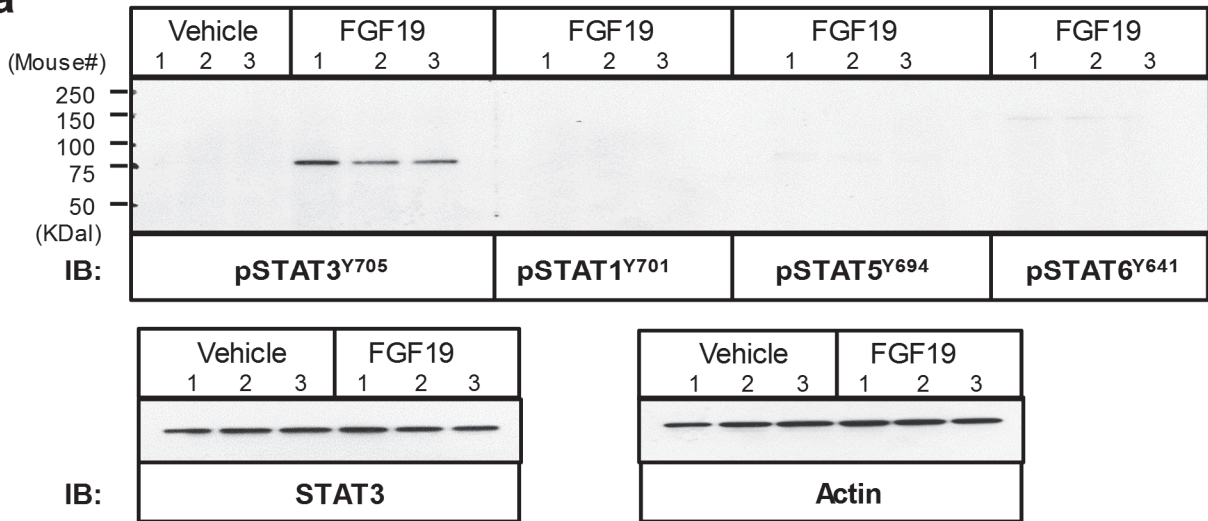 a
Vehicle FGF19 FGF19 FGF19 FGF19
(Mouse#) 1 2 3 1 2 3 1 2 3 1 2 3 1 2 3
250
150
100
75
50
(KDal)
IB: pSTAT3Y705 pSTAT1Y701 pSTAT5Y694 pSTAT6Y641
Vehicle FGF19 Vehicle FGF19
1 2 3 1 2 3 1 2 3 1 2 3
IB: STAT3 Actin